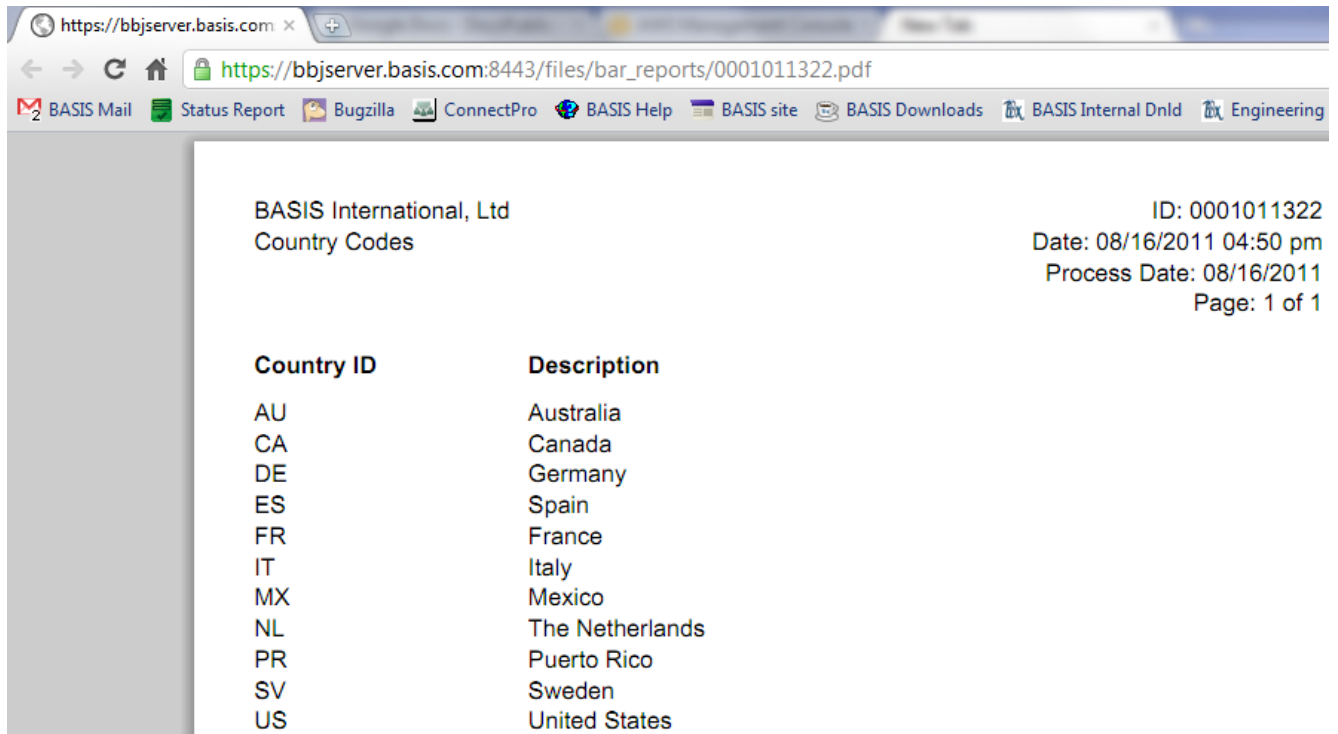 https://bbjserver.basis.com
https://bbjserver.basis.com:8443/files/bar_reports/0001011322.pdf
BASIS Mail Status Report Bugzilla ConnectPro BASIS Help BASIS site BASIS Downloads BASIS Internal Dnld Engineering
BASIS International, Ltd ID: 0001011322
Country Codes Date: 08/16/2011 04:50 pm
Process Date: 08/16/2011
Page: 1 of 1
Country ID Description
AU Australia
CA Canada
DE Germany
ES Spain
FR France
IT Italy
MX Mexico
NL The Netherlands
PR Puerto Rico
SV Sweden
US United States